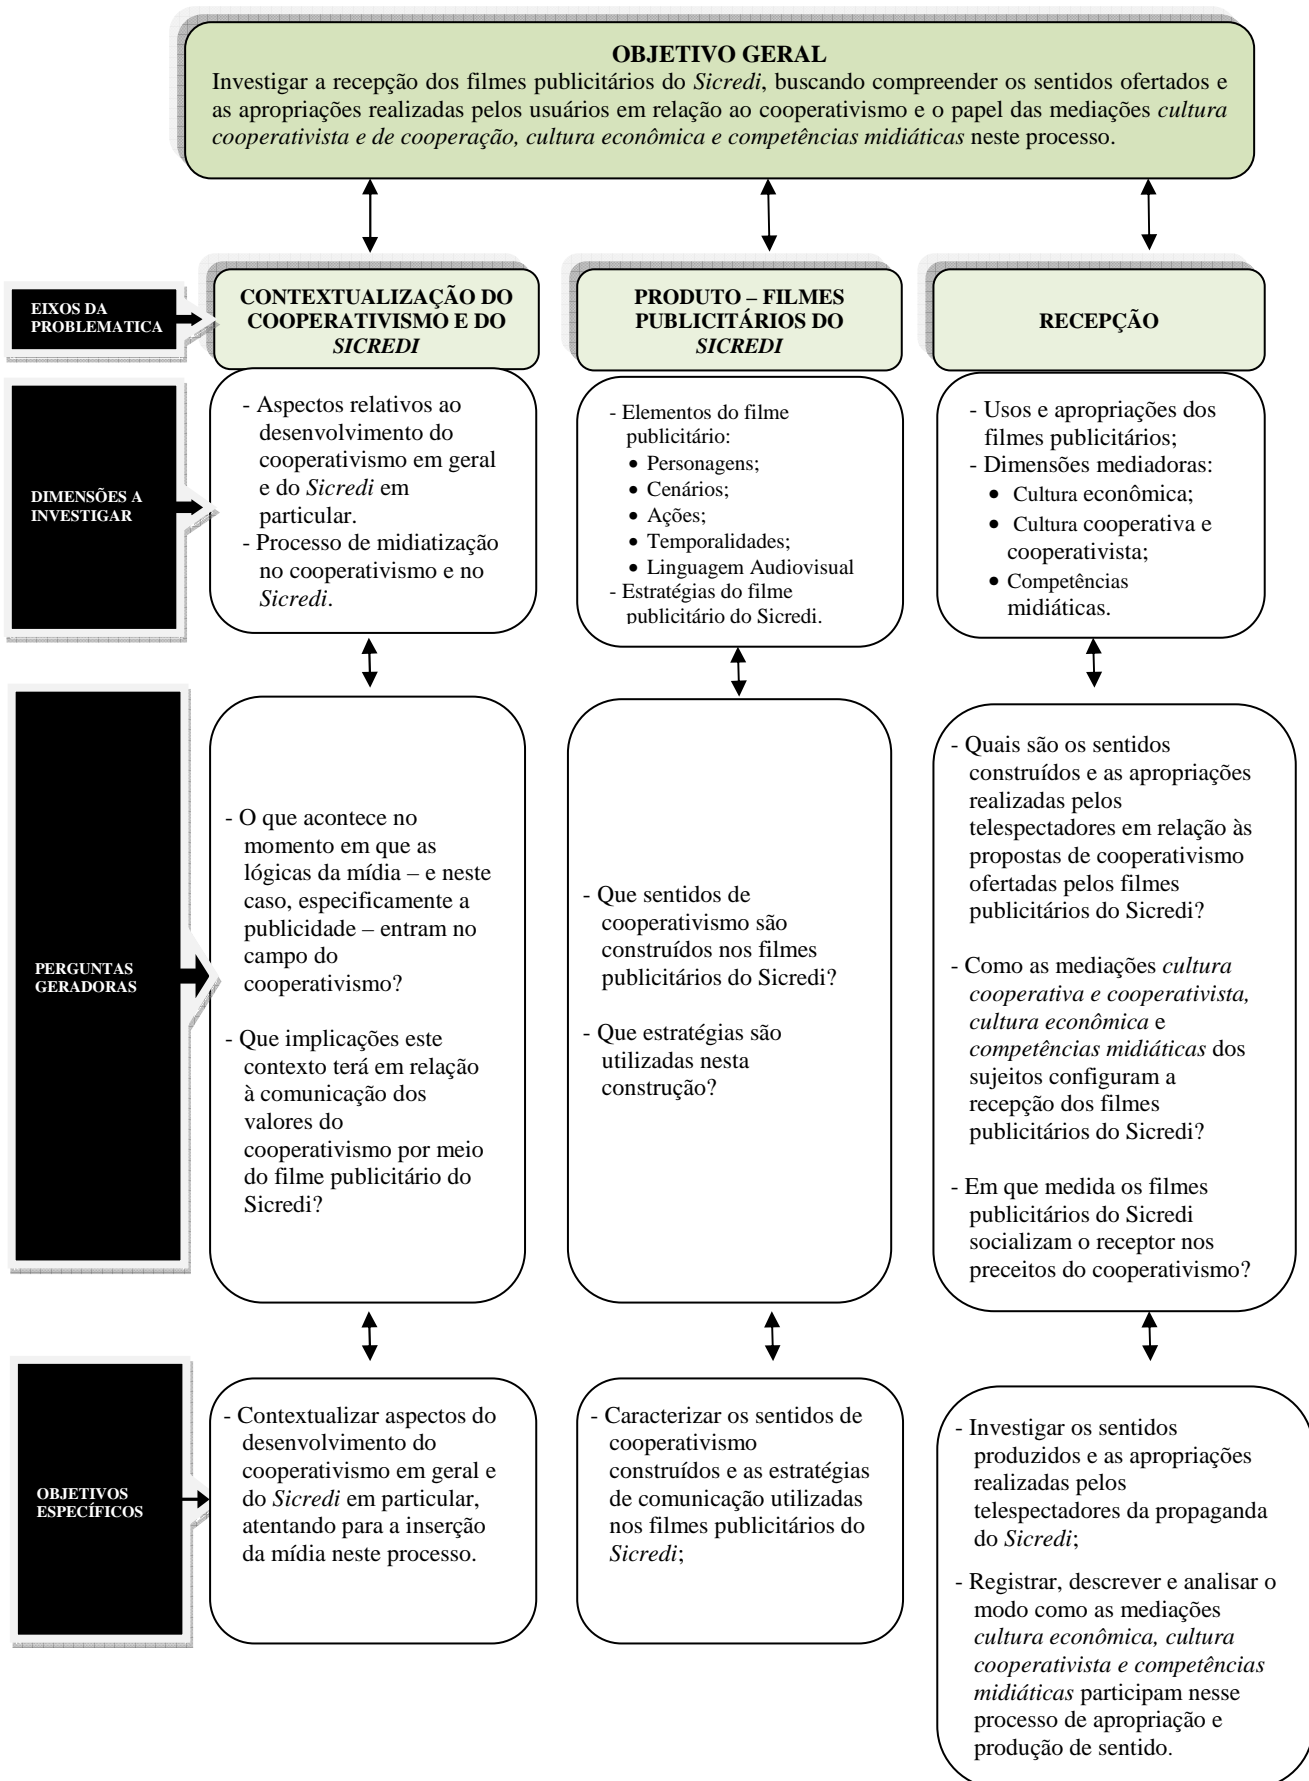 OBJETIVO GERAL
Investigar a recepção dos filmes publicitários do Sicredi, buscando compreender os sentidos ofertados e
as apropriações realizadas pelos usuários em relação ao cooperativismo e o papel das mediações cultura
cooperativista e de cooperação, cultura econômica e competências midiáticas neste processo.
EIXOS DA
PROBLEMATICA
CONTEXTUALIZAÇÃO DO
COOPERATIVISMO E DO
SICREDI
PRODUTO – FILMES
PUBLICITÁRIOS DO
SICREDI
RECEPÇÃO
DIMENSÕES A
INVESTIGAR
- Aspectos relativos ao
desenvolvimento do
cooperativismo em geral
e do Sicredi em
particular.
- Processo de midiatização
no cooperativismo e no
Sicredi.
- Elementos do filme
publicitário:
• Personagens;
• Cenários;
• Ações;
• Temporalidades;
• Linguagem Audiovisual
- Estratégias do filme
publicitário do Sicredi.
- Usos e apropriações dos
filmes publicitários;
- Dimensões mediadoras:
• Cultura econômica;
• Cultura cooperativa e
cooperativista;
• Competências
midiáticas.
PERGUNTAS
GERADORAS
- O que acontece no
momento em que as
lógicas da mídia – e neste
caso, especificamente a
publicidade – entram no
campo do
cooperativismo?
- Que implicações este
contexto terá em relação
à comunicação dos
valores do
cooperativismo por meio
do filme publicitário do
Sicredi?
- Que sentidos de
cooperativismo são
construídos nos filmes
publicitários do Sicredi?
- Que estratégias são
utilizadas nesta
construção?
- Quais são os sentidos
construídos e as apropriações
realizadas pelos
telespectadores em relação às
propostas de cooperativismo
ofertadas pelos filmes
publicitários do Sicredi?
- Como as mediações cultura
cooperativa e cooperativista,
cultura econômica e
competências midiáticas dos
sujeitos configuram a
recepção dos filmes
publicitários do Sicredi?
- Em que medida os filmes
publicitários do Sicredi
socializam o receptor nos
preceitos do cooperativismo?
OBJETIVOS
ESPECÍFICOS
- Contextualizar aspectos do
desenvolvimento do
cooperativismo em geral e
do Sicredi em particular,
atentando para a inserção
da mídia neste processo.
- Caracterizar os sentidos de
cooperativismo
construídos e as estratégias
de comunicação utilizadas
nos filmes publicitários do
Sicredi;
- Investigar os sentidos
produzidos e as apropriações
realizadas pelos
telespectadores da propaganda
do Sicredi;
- Registrar, descrever e analisar o
modo como as mediações
cultura econômica, cultura
cooperativista e competências
midiáticas participam nesse
processo de apropriação e
produção de sentido.